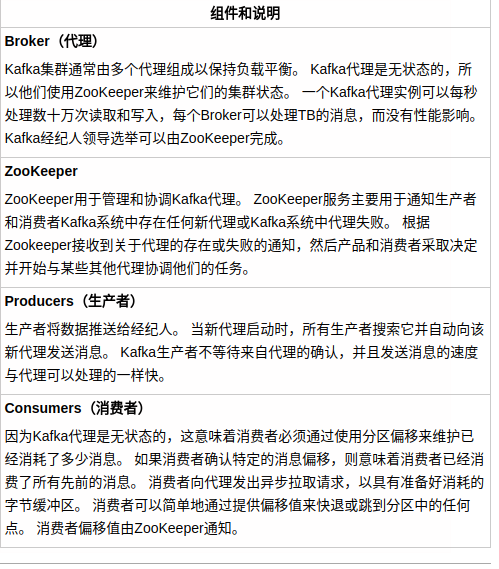 组件和说明
Broker（代理）
Kafka集群通常由多个代理组成以保持负载平衡。 Kafka代理是无状态的，所
以他们使用ZooKeeper来维护它们的集群状态。 一个Kafka代理实例可以每秒
处理数十万次读取和写入，每个Broker可以处理TB的消息，而没有性能影响。
Kafka经纪人领导选举可以由ZooKeeper完成。
ZooKeeper
ZooKeeper用于管理和协调Kafka代理。 ZooKeeper服务主要用于通知生产者
和消费者Kafka系统中存在任何新代理或Kafka系统中代理失败。 根据
Zookeeper接收到关于代理的存在或失败的通知，然后产品和消费者采取决定
并开始与某些其他代理协调他们的任务。
Producers（生产者）
生产者将数据推送给经纪人。 当新代理启动时，所有生产者搜索它并自动向该
新代理发送消息。 Kafka生产者不等待来自代理的确认，并且发送消息的速度
与代理可以处理的一样快。
Consumers（消费者）
因为Kafka代理是无状态的，这意味着消费者必须通过使用分区偏移来维护已
经消耗了多少消息。 如果消费者确认特定的消息偏移，则意味着消费者已经消
费了所有先前的消息。 消费者向代理发出异步拉取请求，以具有准备好消耗的
字节缓冲区。 消费者可以简单地通过提供偏移值来快退或跳到分区中的任何
点。 消费者偏移值由ZooKeeper通知。